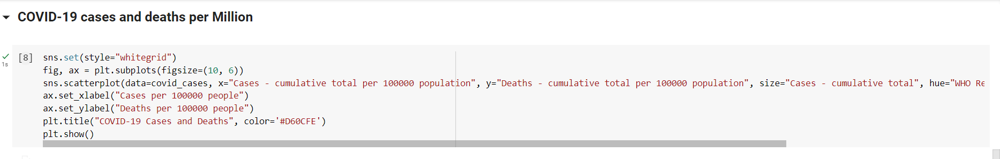 COVID-19 cases and deaths per Million
[8] sns.set(style="whitegrid")
1s
fig, ax = plt.subplots(figsize=(10, 6))
sns.scatterplot(data=covid_cases, x="Cases - cumulative total per 100000 population", y="Deaths - cumulative total per 100000 population", size="Cases - cumulative total", hue="WHO Re
ax.set_xlabel("Cases per 100000 people")
ax.set_ylabel("Deaths per 100000 people")
plt.title("COVID-19 Cases and Deaths", color='#D60CFE')
plt.show()